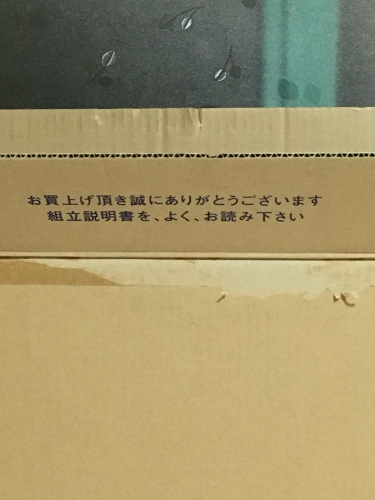 お買上げ頂き誠にありがとうございます
組立説明書を、よく、お読み下さい